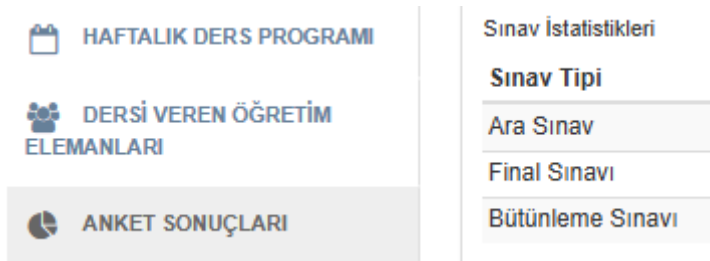 HAFTALIK DERS PROGRAMI
DERSİ VEREN ÖĞRETİM
ELEMANLARI
ANKET SONUÇLARI
Sınav İstatistikleri
Sınav Tipi
Ara Sınav
Final Sınavı
Bütünleme Sınavı